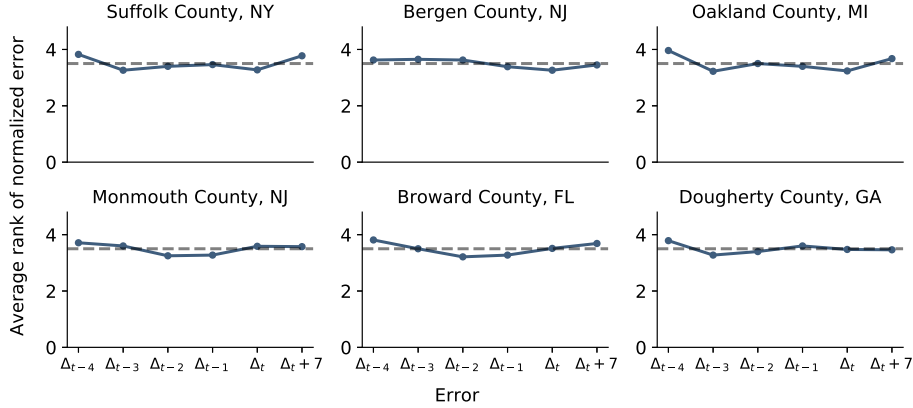 Suffolk County, NY
Bergen County, NJ
Oakland County, MI
4
2
0
4
2
0
4
2
0
Average rank of normalized error
Monmouth County, NJ
Broward County, FL
Dougherty County, GA
4
2
0
4
2
0
4
2
0
Δt−4 Δt−3 Δt−2 Δt−1 Δt Δt + 7
Δt−4 Δt−3 Δt−2 Δt−1 Δt Δt + 7
Δt−4 Δt−3 Δt−2 Δt−1 Δt Δt + 7
Error